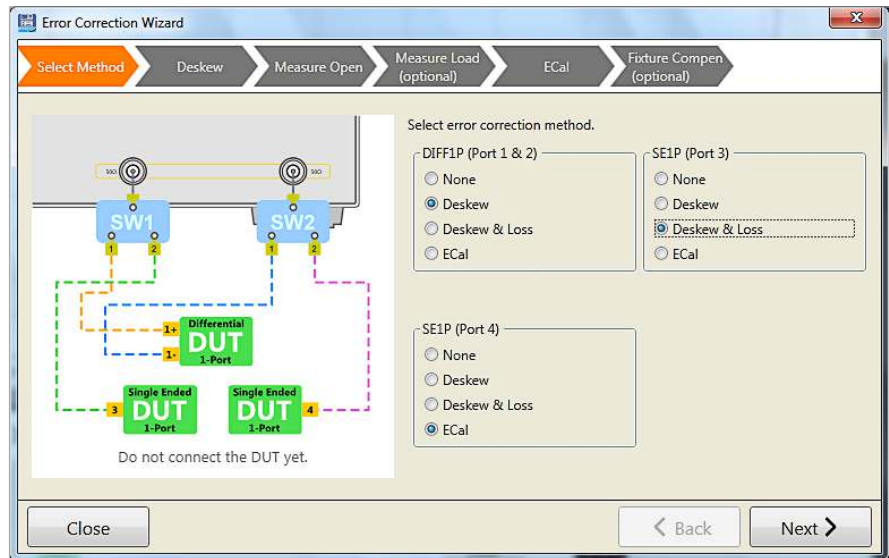 Error Correction Wizard
Select Method
Deskew
Measure Open
Measure Load
(optional)
ECal
Fixture Compen
(optional)
Select error correction method.
DIFF1P (Port 1 & 2)
None
Deskew
Deskew & Loss
ECal
SE1P (Port 3)
None
Deskew
Deskew & Loss
ECal
SE1P (Port 4)
None
Deskew
Deskew & Loss
ECal
SW1
SW2
1 2
1 2
Differential
1+
DUT
1-
1-Port
Single Ended
3 DUT
1-Port
Single Ended
DUT 4
1-Port
Do not connect the DUT yet.
Close
Back
Next